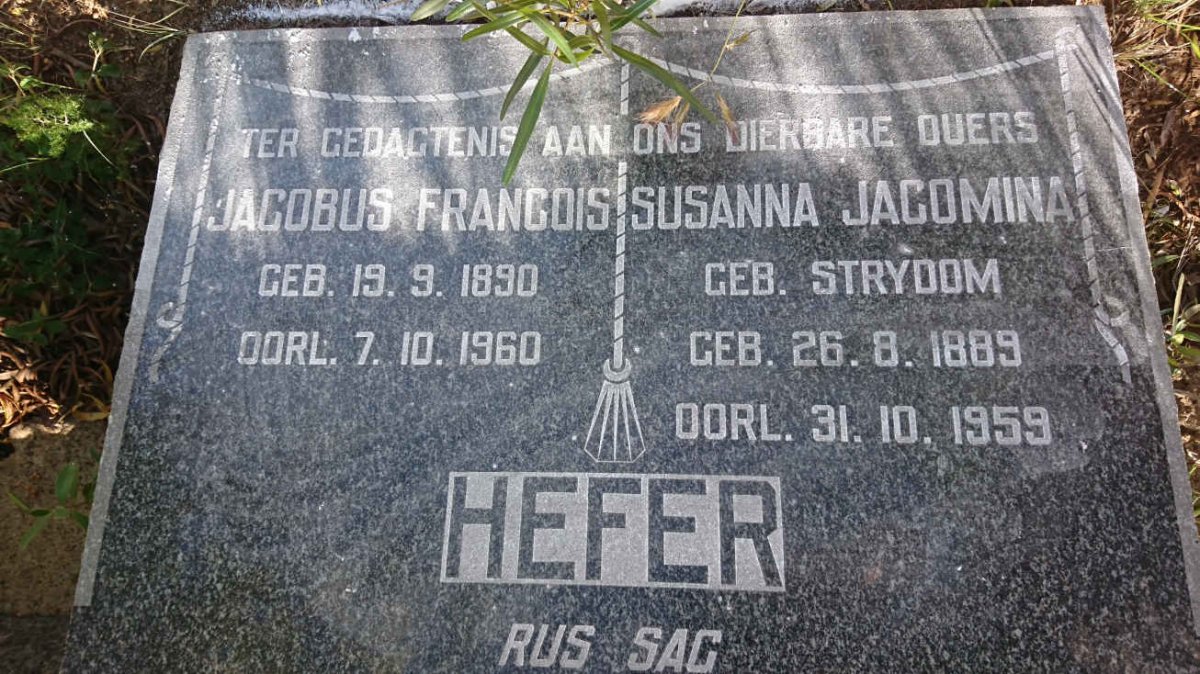 TER GEDAGTENIS AAN ONS DIERBARE OUERS
JACOBUS FRANCOIS
GEB. 19. 9. 1890
OORL. 7. 10. 1960
SUSANNA JACOMINA
GEB. STRYDOM
GEB. 26. 8. 1889
OORL. 31. 10. 1959
HEFER
RUS SAG